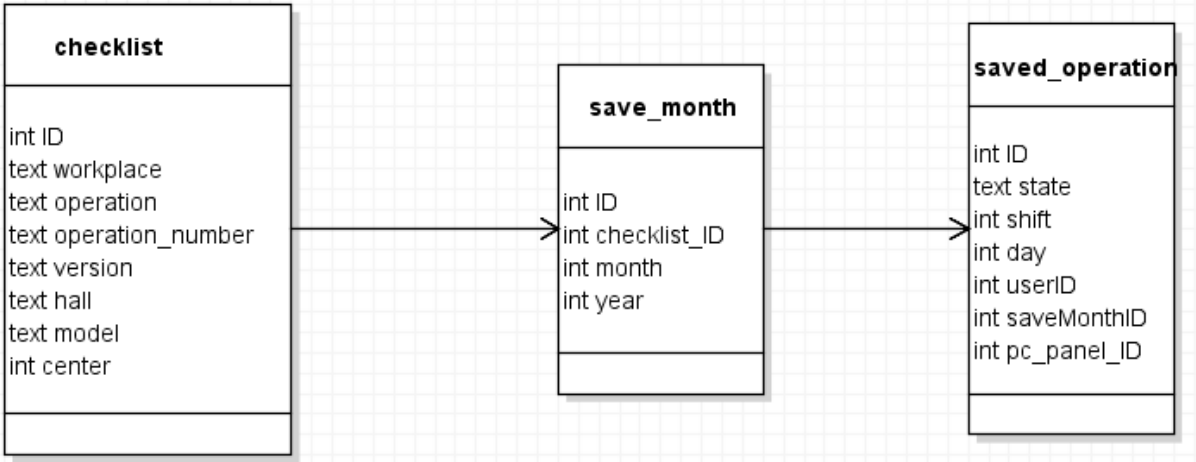 checklist
int ID
text workplace
text operation
text operation_number
text version
text hall
text model
int center
save_month
int ID
int checklist_ID
int month
int year
saved_operation
int ID
text state
int shift
int day
int userID
int saveMonthID
int pc_panel_ID